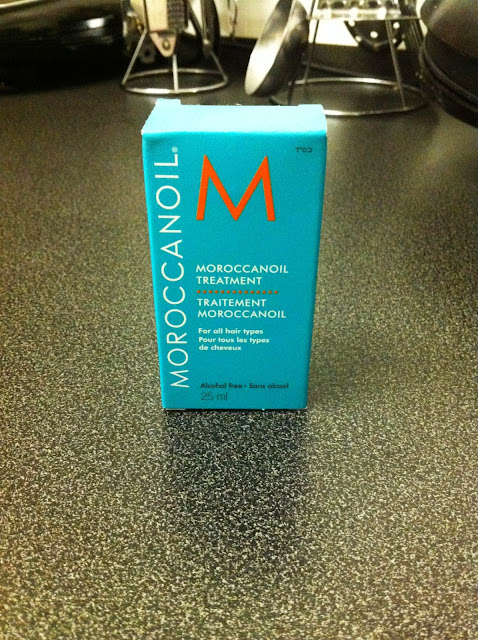 MOROCCANOIL®
בס"ד
M
MOROCCANOIL
TREATMENT
TRAITEMENT
MOROCCANOIL
For all hair types
Pour tous les types
de cheveux
Alcohol free • Sans alcool
25 ml